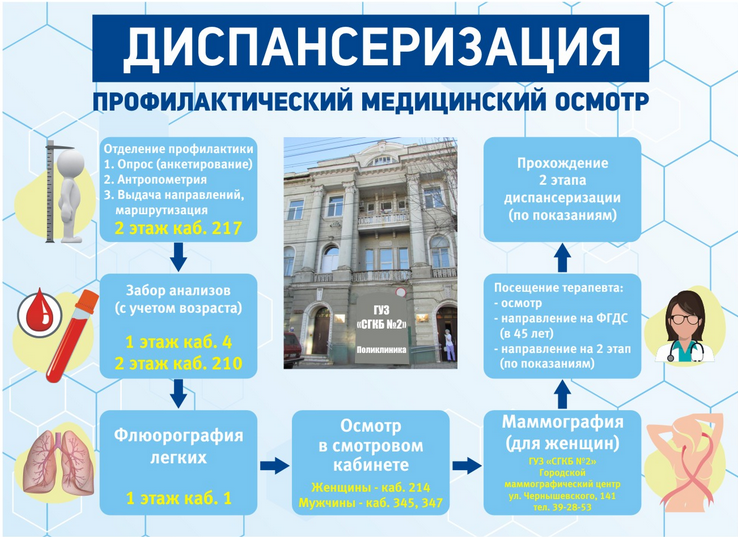 ДИСПАНСЕРИЗАЦИЯ
ПРОФИЛАКТИЧЕСКИЙ МЕДИЦИНСКИЙ ОСМОТР
Отделение профилактики
1. Опрос (анкетирование)
2. Антропометрия
3. Выдача направлений,
маршрутизация
2 этаж каб. 217
Забор анализов
(с учетом возраста)
1 этаж каб. 4
2 этаж каб. 210
Флюорография
легких
1 этаж каб. 1
ГУЗ
«СГКБ №2»
Поликлиника
Осмотр
в смотровом
кабинете
Женщины - каб. 214
Мужчины - каб. 345, 347
Маммография
(для женщин)
ГУЗ «СГКБ №2»
Городской
маммографический центр
ул. Чернышевского, 141
тел. 39-28-53
Посещение терапевта:
- осмотр
- направление на ФГДС
(в 45 лет)
- направление на 2 этап
(по показаниям)
Прохождение
2 этапа
диспансеризации
(по показаниям)